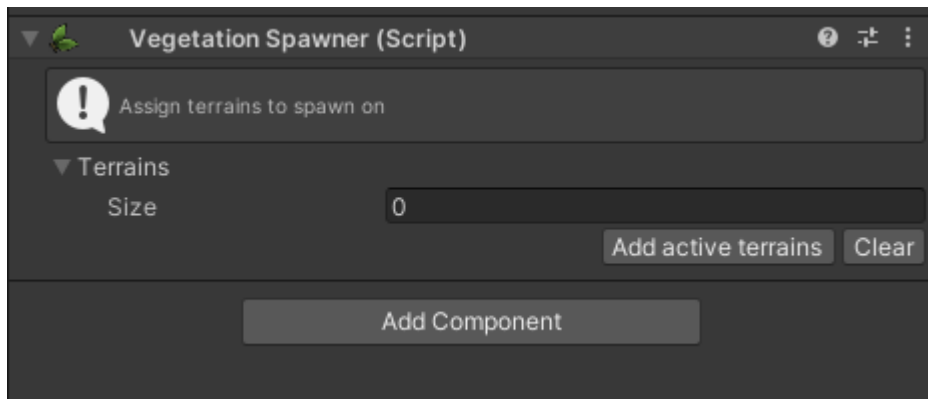 Vegetation Spawner (Script)
Assign terrains to spawn on
Terrains
Size 0
Add active terrains Clear
Add Component